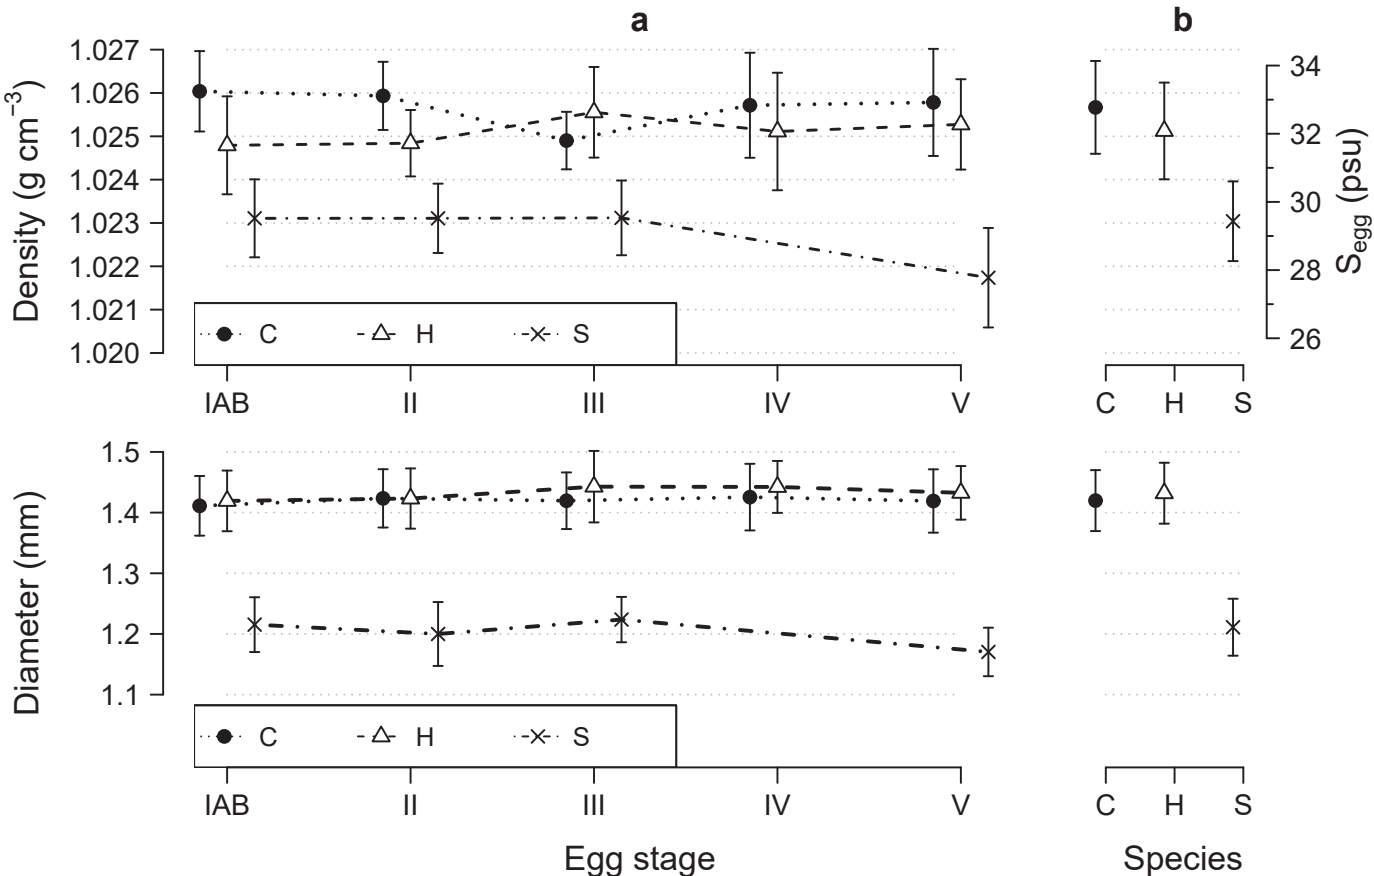 a
b
Density (g cm⁻³)
1.027
1.026
1.025
1.024
1.023
1.022
1.021
1.020
C H S
IAB II III IV V
34
32
30
28
26
S_egg (psu)
C H S
Diameter (mm)
1.5
1.4
1.3
1.2
1.1
C H S
IAB II III IV V
Egg stage
C H S
Species